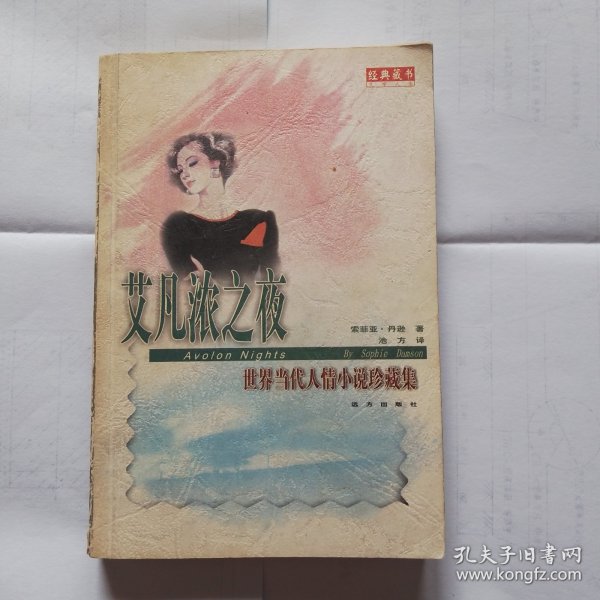 经典藏书
艾凡浓之夜
索菲亚·丹逊 著
池方 译
Avolon Nights
By Sophie Damson
世界当代人情小说珍藏集
远方出版社
孔夫子旧书网
www.kongfz.com